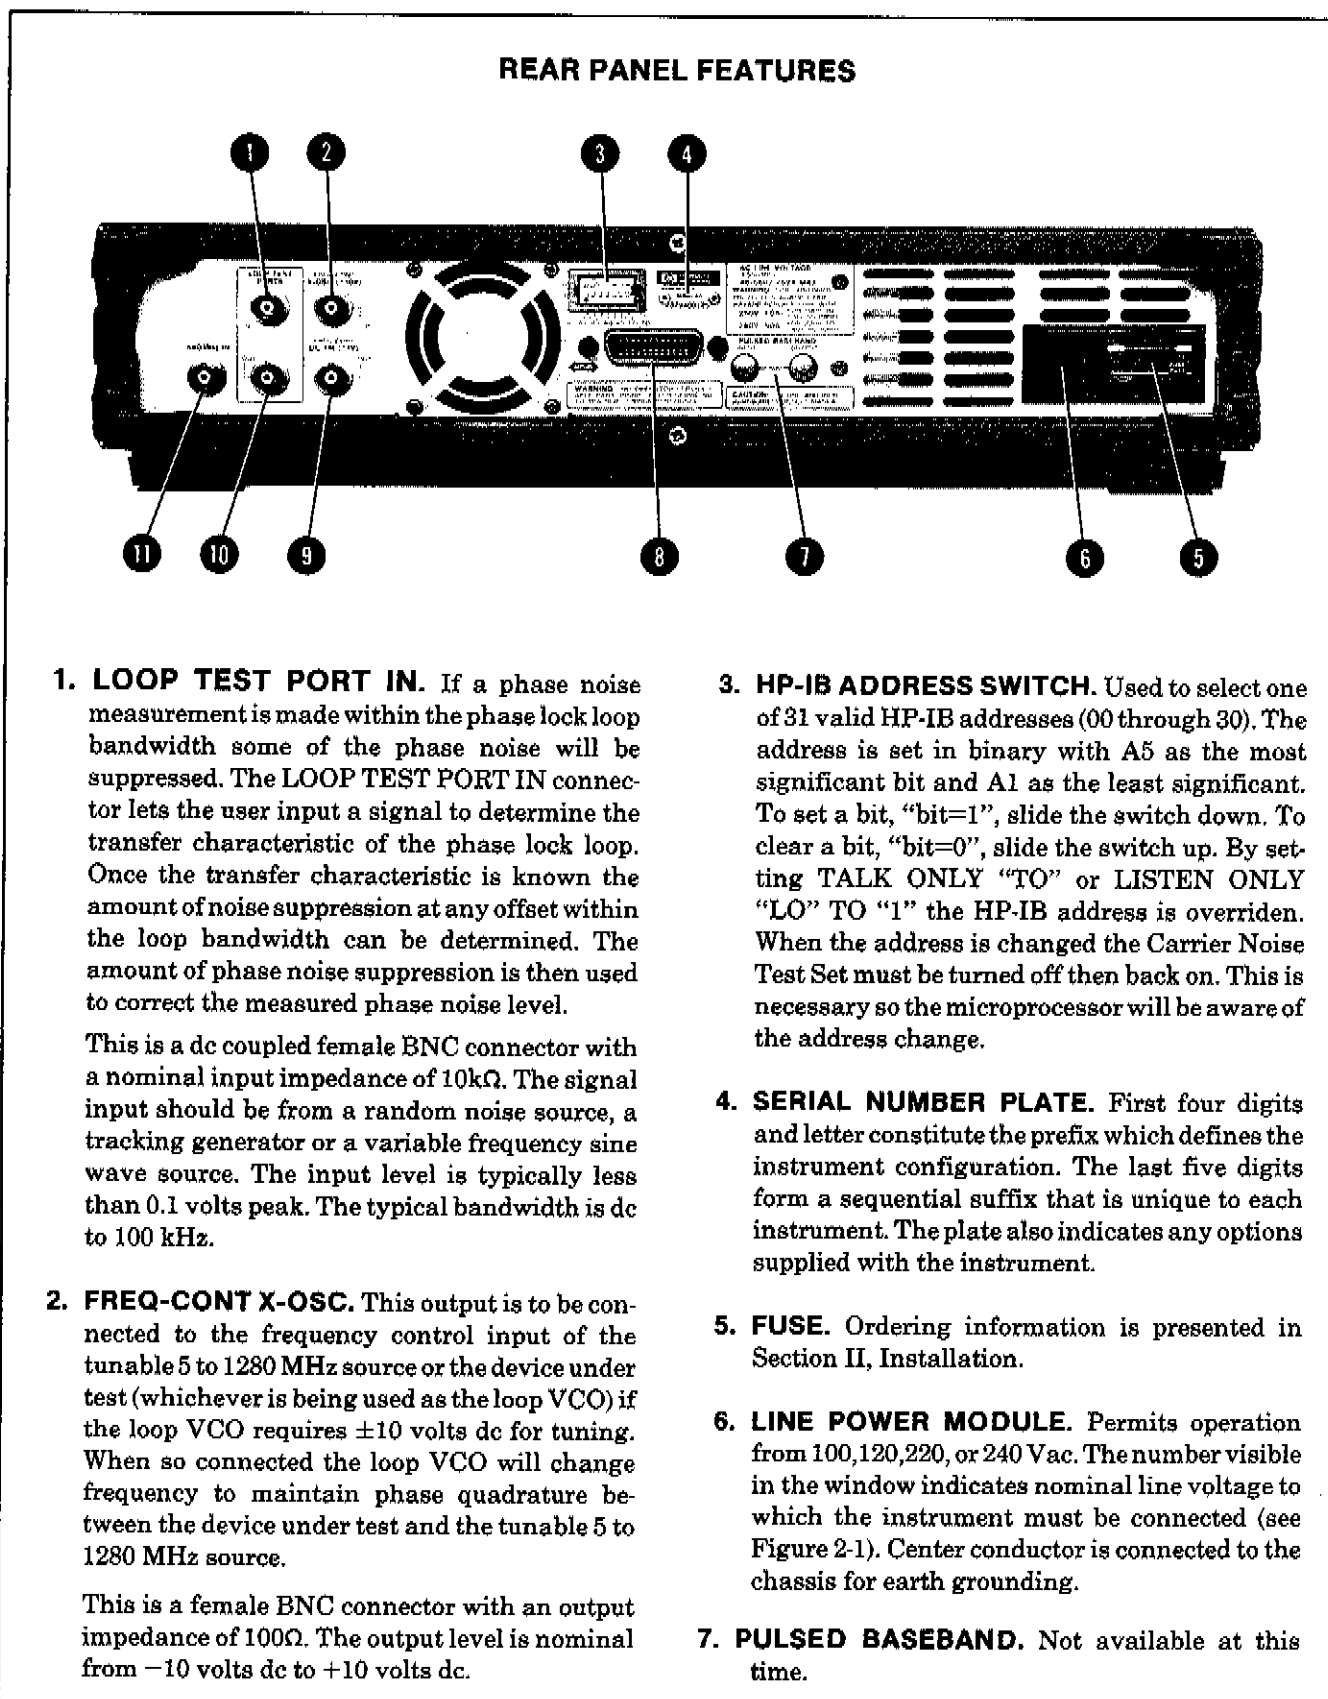 REAR PANEL FEATURES
1 2 3 4
LOOP TEST
PORTS
AC LINE VOLTAGE
PULSED BASEBAND
WARNING
CAUTION
11 10 9 8 7 6 5
1. LOOP TEST PORT IN. If a phase noise
measurement is made within the phase lock loop
bandwidth some of the phase noise will be
suppressed. The LOOP TEST PORT IN connec-
tor lets the user input a signal to determine the
transfer characteristic of the phase lock loop.
Once the transfer characteristic is known the
amount of noise suppression at any offset within
the loop bandwidth can be determined. The
amount of phase noise suppression is then used
to correct the measured phase noise level.
This is a dc coupled female BNC connector with
a nominal input impedance of 10kΩ. The signal
input should be from a random noise source, a
tracking generator or a variable frequency sine
wave source. The input level is typically less
than 0.1 volts peak. The typical bandwidth is dc
to 100 kHz.
2. FREQ-CONT X-OSC. This output is to be con-
nected to the frequency control input of the
tunable 5 to 1280 MHz source or the device under
test (whichever is being used as the loop VCO) if
the loop VCO requires ±10 volts dc for tuning.
When so connected the loop VCO will change
frequency to maintain phase quadrature be-
tween the device under test and the tunable 5 to
1280 MHz source.
This is a female BNC connector with an output
impedance of 100Ω. The output level is nominal
from −10 volts dc to +10 volts dc.
3. HP-IB ADDRESS SWITCH. Used to select one
of 31 valid HP-IB addresses (00 through 30). The
address is set in binary with A5 as the most
significant bit and A1 as the least significant.
To set a bit, “bit=1”, slide the switch down. To
clear a bit, “bit=0”, slide the switch up. By set-
ting TALK ONLY “TO” or LISTEN ONLY
“LO” TO “1” the HP-IB address is overriden.
When the address is changed the Carrier Noise
Test Set must be turned off then back on. This is
necessary so the microprocessor will be aware of
the address change.
4. SERIAL NUMBER PLATE. First four digits
and letter constitute the prefix which defines the
instrument configuration. The last five digits
form a sequential suffix that is unique to each
instrument. The plate also indicates any options
supplied with the instrument.
5. FUSE. Ordering information is presented in
Section II, Installation.
6. LINE POWER MODULE. Permits operation
from 100,120,220, or 240 Vac. The number visible
in the window indicates nominal line voltage to
which the instrument must be connected (see
Figure 2-1). Center conductor is connected to the
chassis for earth grounding.
7. PULSED BASEBAND. Not available at this
time.